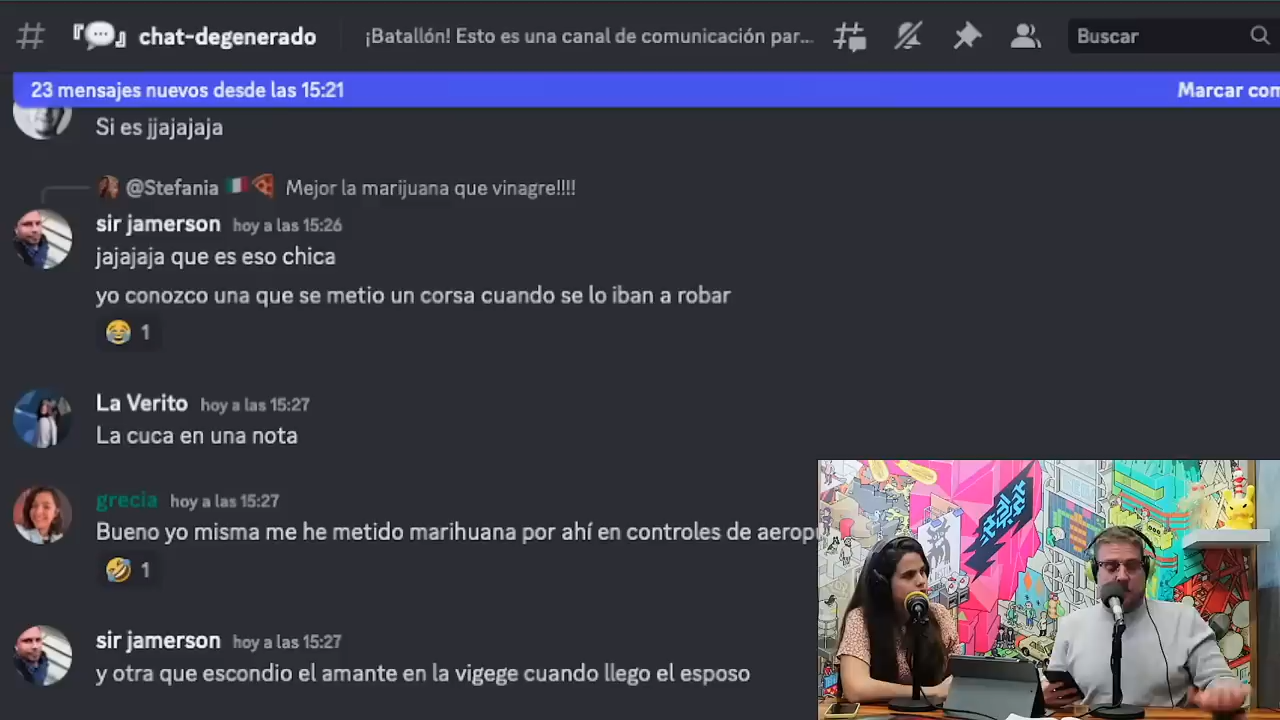 chat-degenerado
¡Batallón! Esto es una canal de comunicación par...
Buscar
23 mensajes nuevos desde las 15:21
Marcar com
Si es jjajajaja
@Stefania Mejor la marijuana que vinagre!!!!
sir jamerson hoy a las 15:26
jajajaja que es eso chica
yo conozco una que se metio un corsa cuando se lo iban a robar
1
La Verito hoy a las 15:27
La cuca en una nota
grecia hoy a las 15:27
Bueno yo misma me he metido marihuana por ahí en controles de aerop
1
sir jamerson hoy a las 15:27
y otra que escondio el amante en la vigege cuando llego el esposo